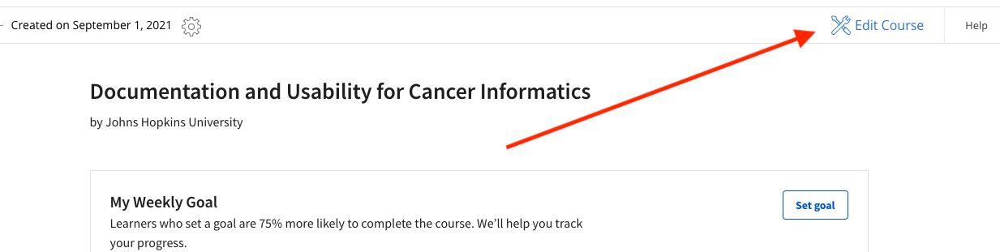 Created on September 1, 2021
Edit Course
Help
Documentation and Usability for Cancer Informatics
by Johns Hopkins University
My Weekly Goal
Set goal
Learners who set a goal are 75% more likely to complete the course. We’ll help you track
your progress.